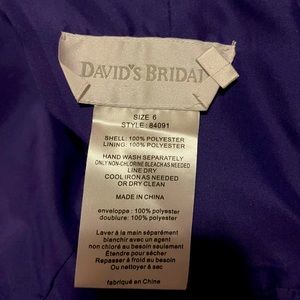 DAVID'S BRIDAL
SIZE 6
STYLE: 84091
SHELL: 100% POLYESTER
LINING: 100% POLYESTER
HAND WASH SEPARATELY
ONLY NON-CHLORINE BLEACH AS NEEDED
LINE DRY
COOL IRON AS NEEDED
OR DRY CLEAN
MADE IN CHINA
enveloppe : 100% polyester
doublure: 100% polyester
Laver à la main séparément
blanchir avec un agent
non chloré au besoin seulement
Étendre pour sécher
Repasser à froid au besoin
Ou nettoyer à sec
fabriqué en Chine